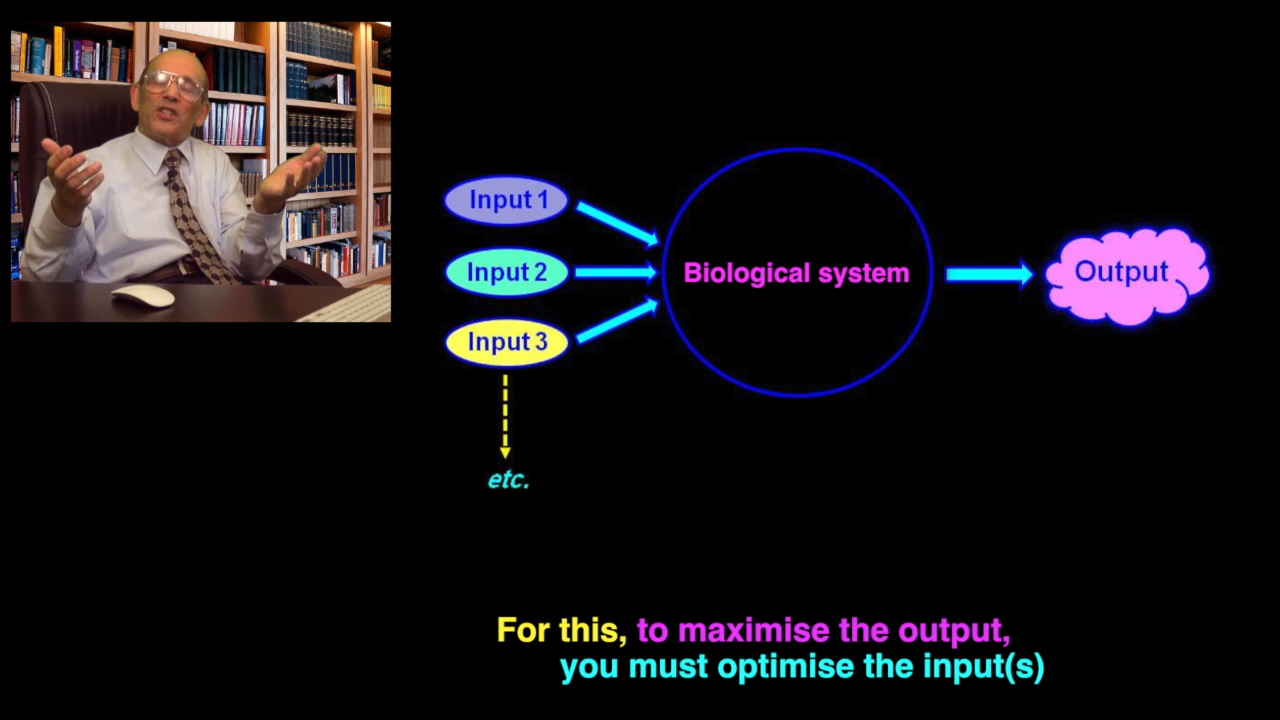 Input 1
Input 2
Input 3
etc.
Biological system
Output
For this, to maximise the output,
you must optimise the input(s)